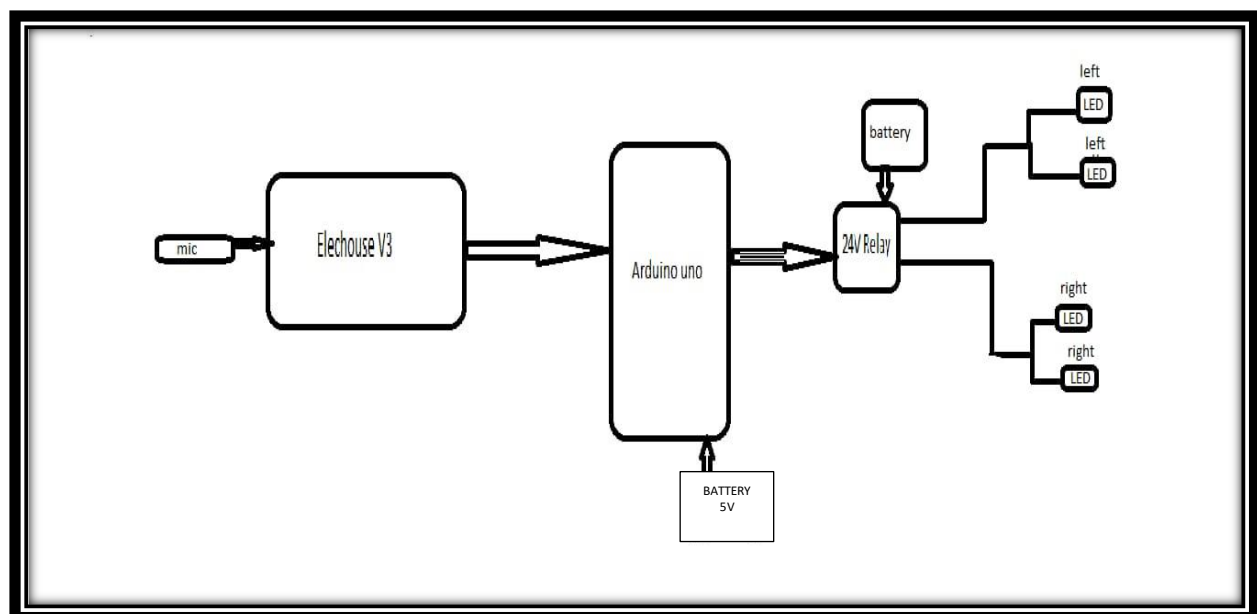 mic
Elechouse V3
Arduino uno
BATTERY
5V
battery
24V Relay
left
LED
left
LED
right
LED
right
LED